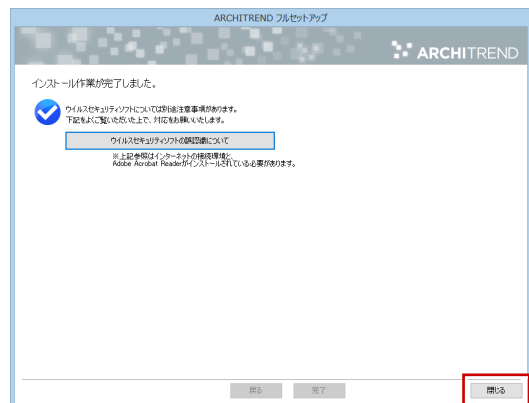 ARCHITREND フルセットアップ
ARCHITREND
インストール作業が完了しました。
ウイルスセキュリティソフトについては別途注意事項があります。
下記をよくご覧いただいた上で、対応をお願いいたします。
ウイルスセキュリティソフトの誤認識について
※上記参照はインターネットの接続環境と、
Adobe Acrobat Readerがインストールされている必要があります。
戻る
完了
閉じる